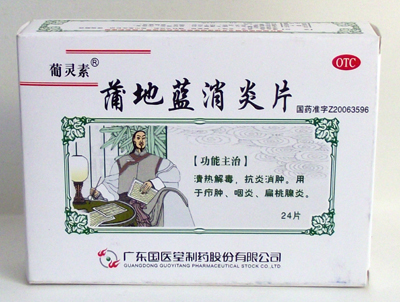 葡灵素®
OTC
蒲地蓝消炎片
国药准字Z20063596
【功能主治】
清热解毒、抗炎消肿。用
于疖肿、咽炎、扁桃腺炎。
24片
广东国医堂制药股份有限公司
GUANGDONG GUOYITANG PHARMACEUTICAL STOCK CO.LTD.